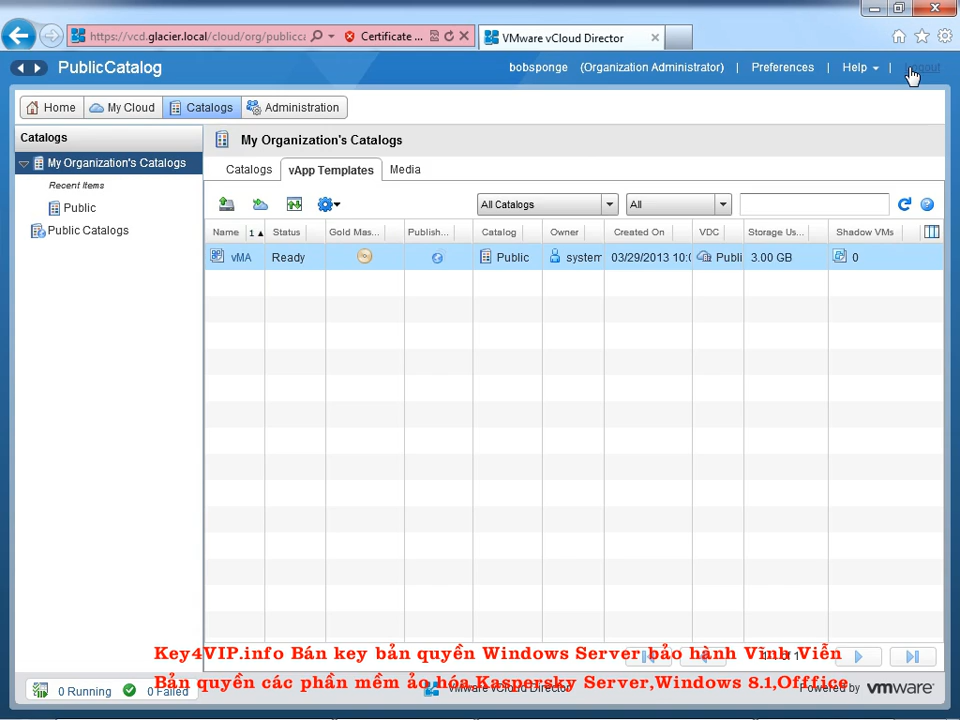 https://vcd.glacier.local/cloud/org/publicca
Certificate ...
VMware vCloud Director
PublicCatalog
bobsponge (Organization Administrator) | Preferences | Help | Logout
Home
My Cloud
Catalogs
Administration
Catalogs
My Organization's Catalogs
Recent Items
Public
Public Catalogs
My Organization's Catalogs
Catalogs
vApp Templates
Media
All Catalogs
All
Name 1 Status Gold Mas... Publish... Catalog Owner Created On VDC Storage Us... Shadow VMs
vMA Ready Public system 03/29/2013 10:0 Publi 3.00 GB 0
Key4VIP.info Bán key bản quyền Windows Server bảo hành Vĩnh Viễn
Bản quyền các phần mềm ảo hóa,Kaspersky Server,Windows 8.1,Offfice
0 Running
0 Failed
VMware vCloud Director
Powered by vmware